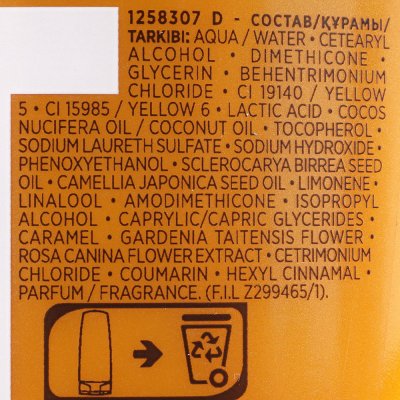 1258307 D - СОСТАВ/ҚҰРАМЫ/
TARKIBI: AQUA / WATER • CETEARYL
ALCOHOL • DIMETHICONE •
GLYCERIN • BEHENTRIMONIUM
CHLORIDE • CI 19140 / YELLOW
5 • CI 15985 / YELLOW 6 • LACTIC ACID • COCOS
NUCIFERA OIL / COCONUT OIL • TOCOPHEROL •
SODIUM LAURETH SULFATE • SODIUM HYDROXIDE •
PHENOXYETHANOL • SCLEROCARYA BIRREA SEED
OIL • CAMELLIA JAPONICA SEED OIL • LIMONENE •
LINALOOL • AMODIMETHICONE • ISOPROPYL
ALCOHOL • CAPRYLIC/CAPRIC GLYCERIDES •
CARAMEL • GARDENIA TAITENSIS FLOWER •
ROSA CANINA FLOWER EXTRACT • CETRIMONIUM
CHLORIDE • COUMARIN • HEXYL CINNAMAL •
PARFUM / FRAGRANCE. (F.I.L Z299465/1).